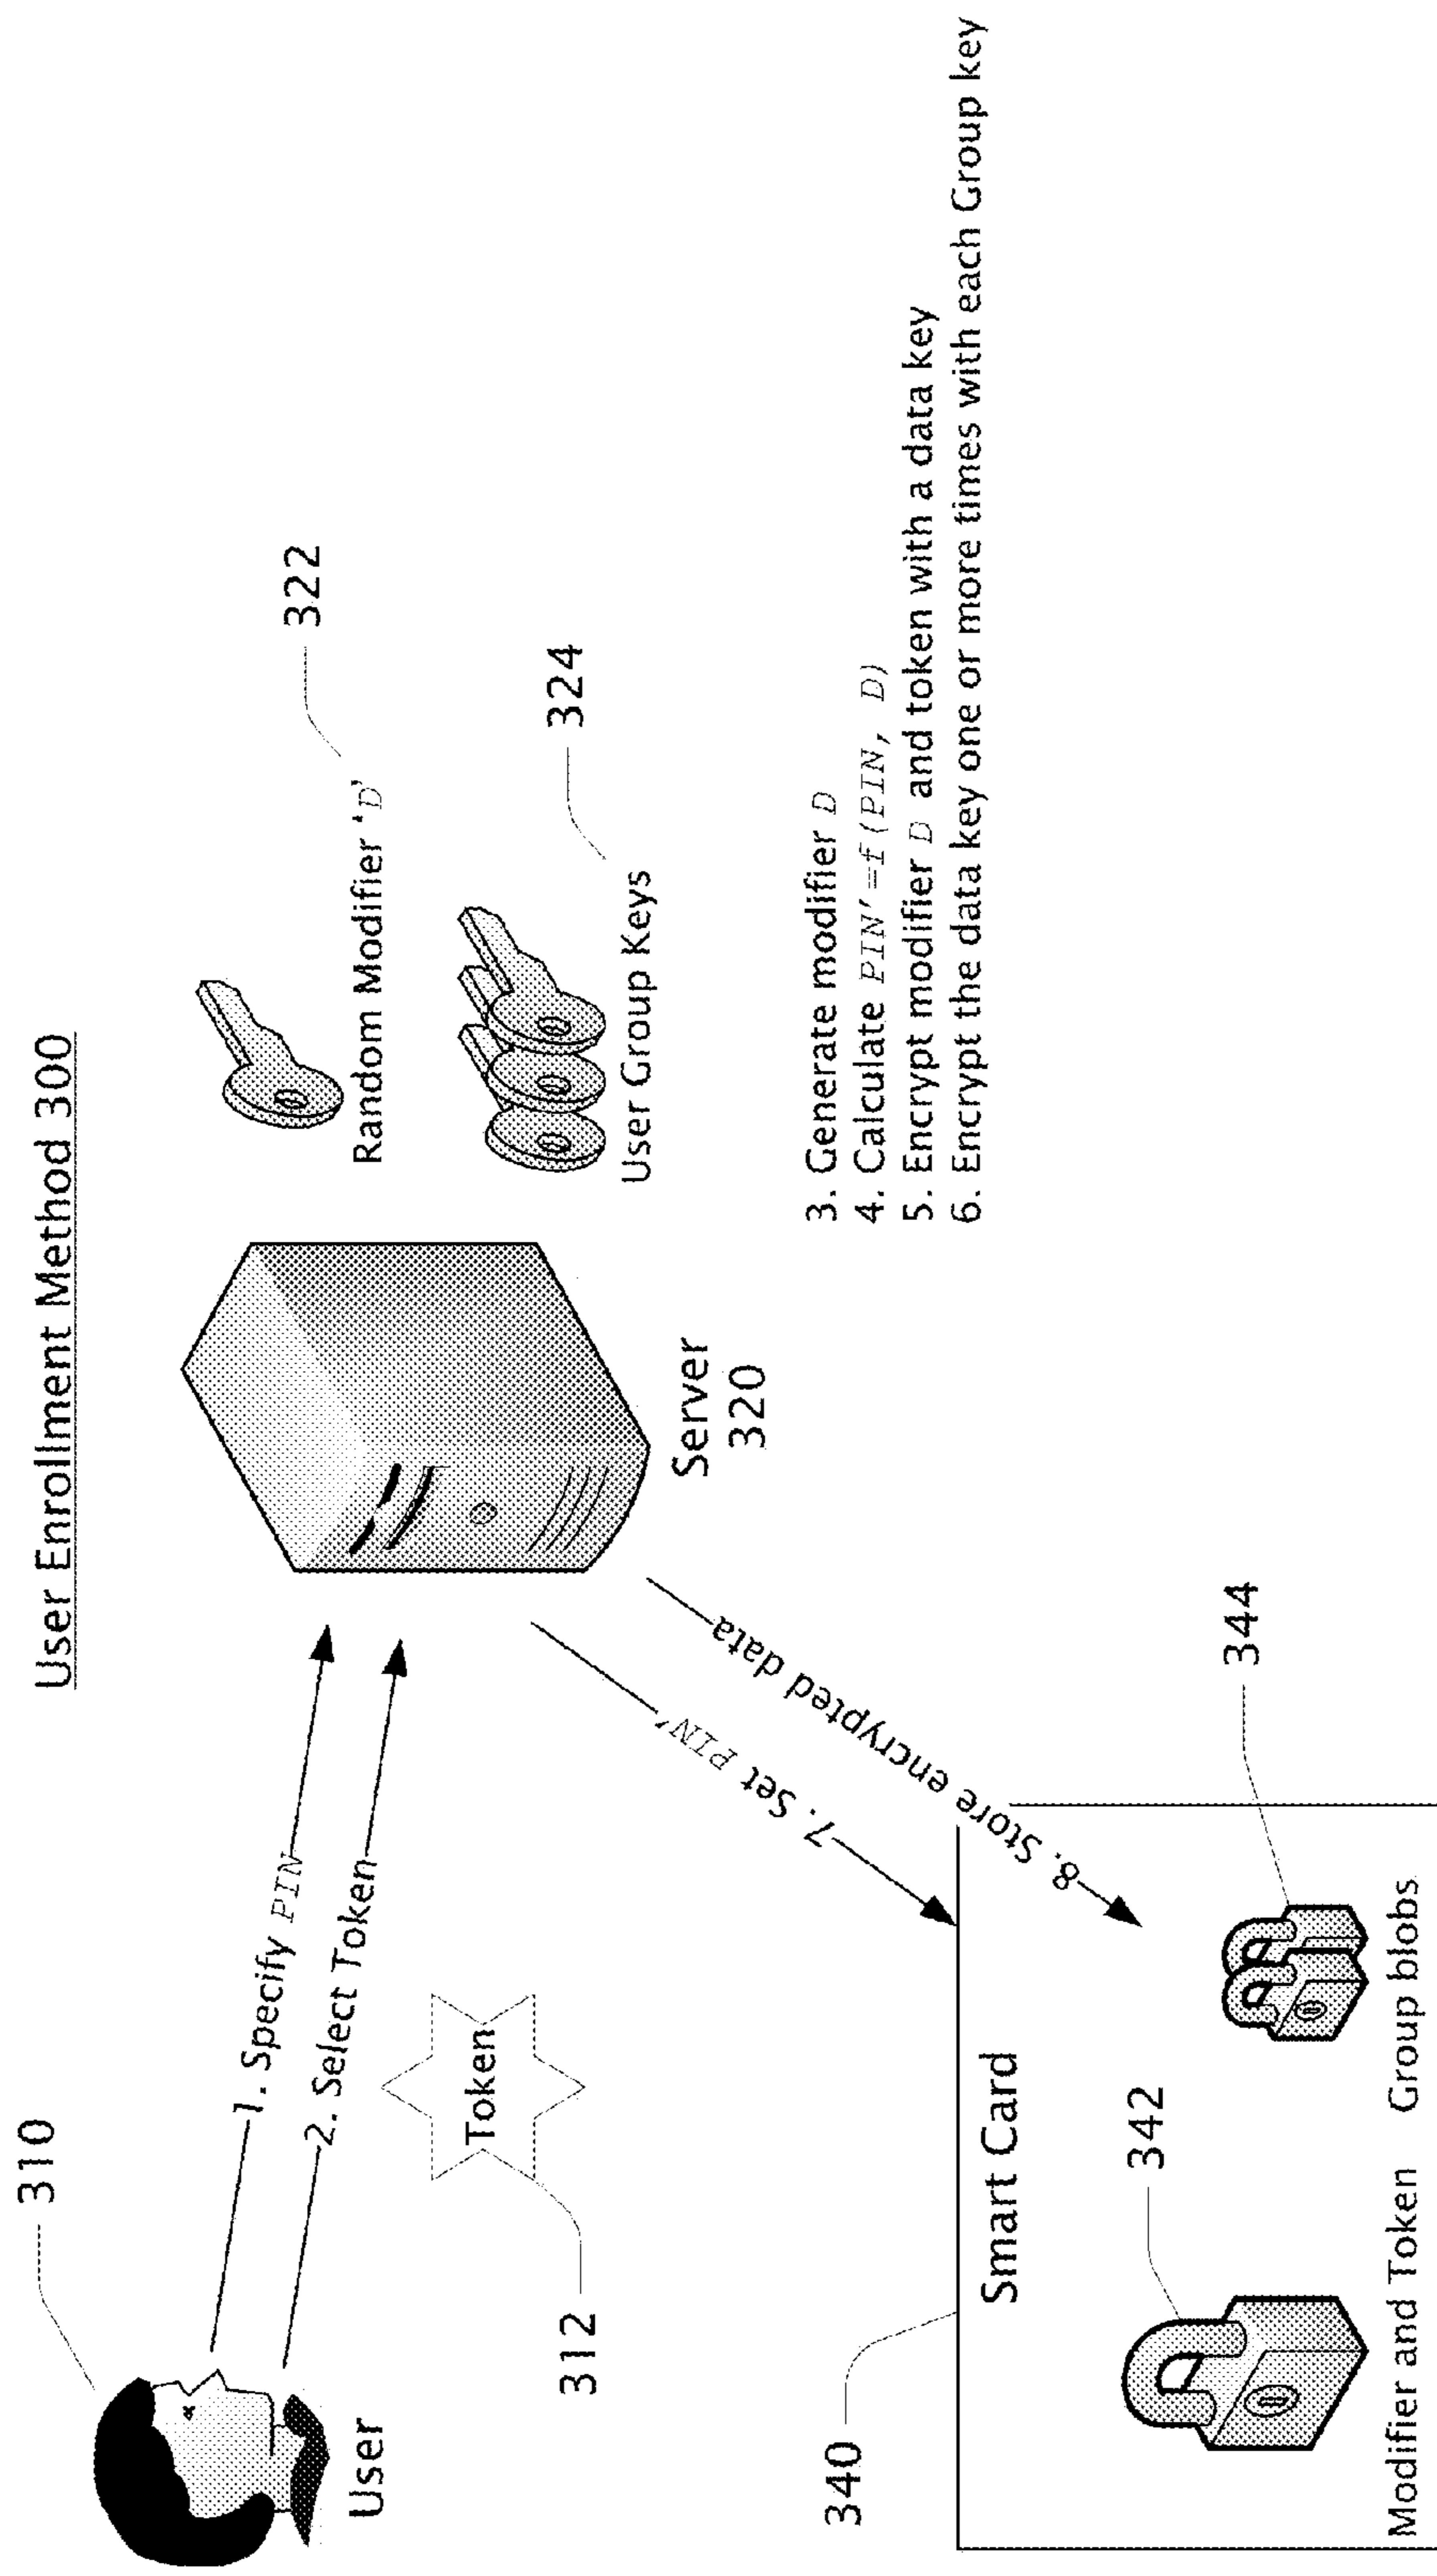 User Enrollment Method 300
310
User
1. Specify PIN
2. Select Token
Token
312
Server
320
Random Modifier 'D'
322
User Group Keys
324
3. Generate modifier D
4. Calculate PIN'=f(PIN, D)
5. Encrypt modifier D and token with a data key
6. Encrypt the data key one or more times with each Group key
7. Set PIN'
8. Store encrypted data
340
Smart Card
342
344
Modifier and Token
Group blobs